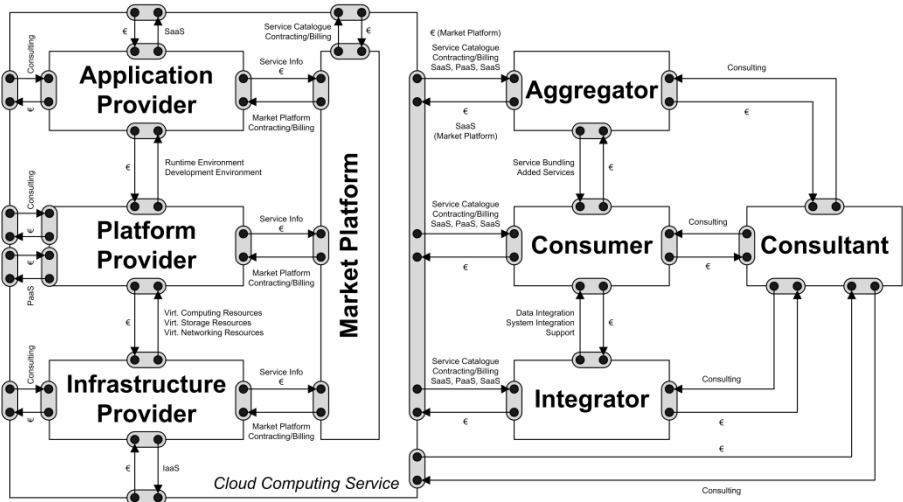 €
SaaS
Service Catalogue
Contracting/Billing
€
€ (Market Platform)
Service Catalogue
Contracting/Billing
SaaS, PaaS, SaaS
€
SaaS
(Market Platform)
Consulting
€
Application
Provider
Service Info
€
Market Platform
Contracting/Billing
Aggregator
Consulting
€
€
Runtime Environment
Development Environment
Market Platform
Service Bundling
Added Services
€
Consulting
€
€
PaaS
Platform
Provider
Service Info
€
Market Platform
Contracting/Billing
Service Catalogue
Contracting/Billing
SaaS, PaaS, SaaS
€
Consumer
Consulting
€
Consultant
€
Virt. Computing Resources
Virt. Storage Resources
Virt. Networking Resources
Data Integration
System Integration
Support
€
Consulting
€
Infrastructure
Provider
Service Info
€
Market Platform
Contracting/Billing
Service Catalogue
Contracting/Billing
SaaS, PaaS, SaaS
€
Integrator
Consulting
€
€
IaaS
Cloud Computing Service
€
Consulting